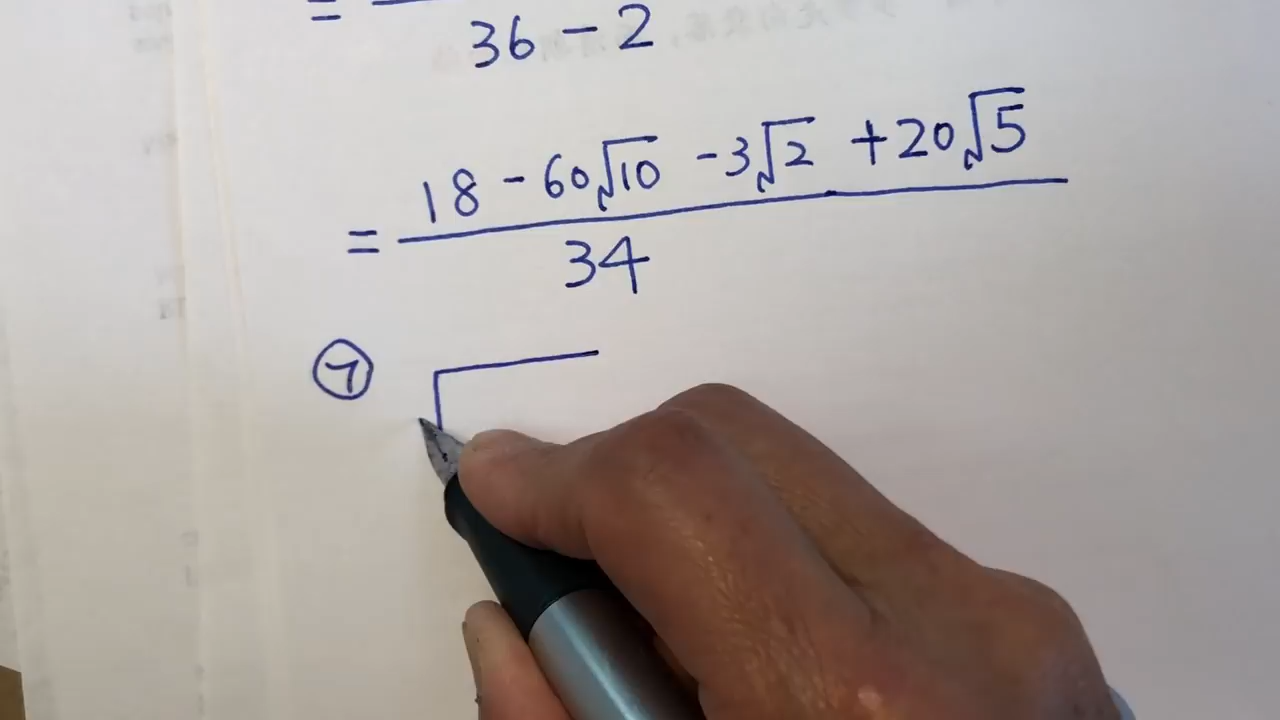 =
36 - 2
= (18 - 60√10 - 3√2 + 20√5)/34
⑦ √